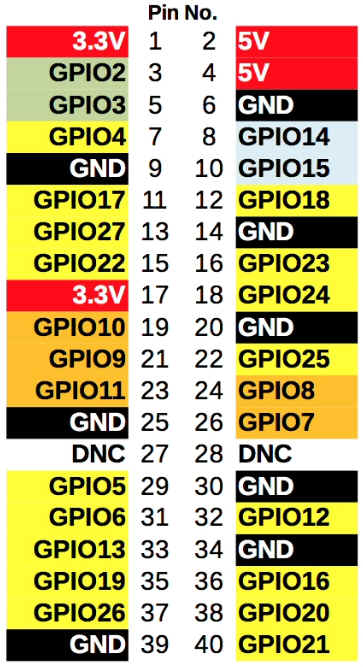 Pin No.
3.3V 1 2 5V
GPIO2 3 4 5V
GPIO3 5 6 GND
GPIO4 7 8 GPIO14
GND 9 10 GPIO15
GPIO17 11 12 GPIO18
GPIO27 13 14 GND
GPIO22 15 16 GPIO23
3.3V 17 18 GPIO24
GPIO10 19 20 GND
GPIO9 21 22 GPIO25
GPIO11 23 24 GPIO8
GND 25 26 GPIO7
DNC 27 28 DNC
GPIO5 29 30 GND
GPIO6 31 32 GPIO12
GPIO13 33 34 GND
GPIO19 35 36 GPIO16
GPIO26 37 38 GPIO20
GND 39 40 GPIO21